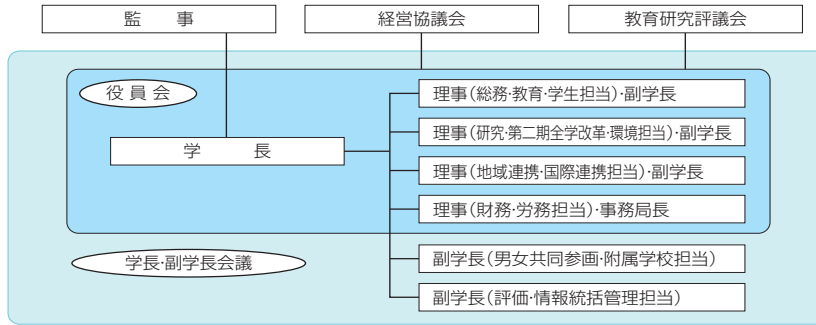 監　事
経営協議会
教育研究評議会
役員会
理事(総務・教育・学生担当)・副学長
理事(研究・第二期全学改革・環境担当)・副学長
学　長
理事(地域連携・国際連携担当)・副学長
理事(財務・労務担当)・事務局長
学長・副学長会議
副学長(男女共同参画・附属学校担当)
副学長(評価・情報統括管理担当)